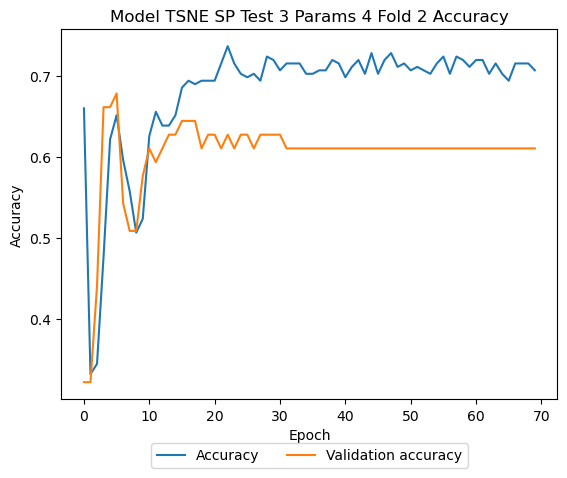 Model TSNE SP Test 3 Params 4 Fold 2 Accuracy
Accuracy
0.7
0.6
0.5
0.4
0 10 20 30 40 50 60 70
Epoch
Accuracy Validation accuracy